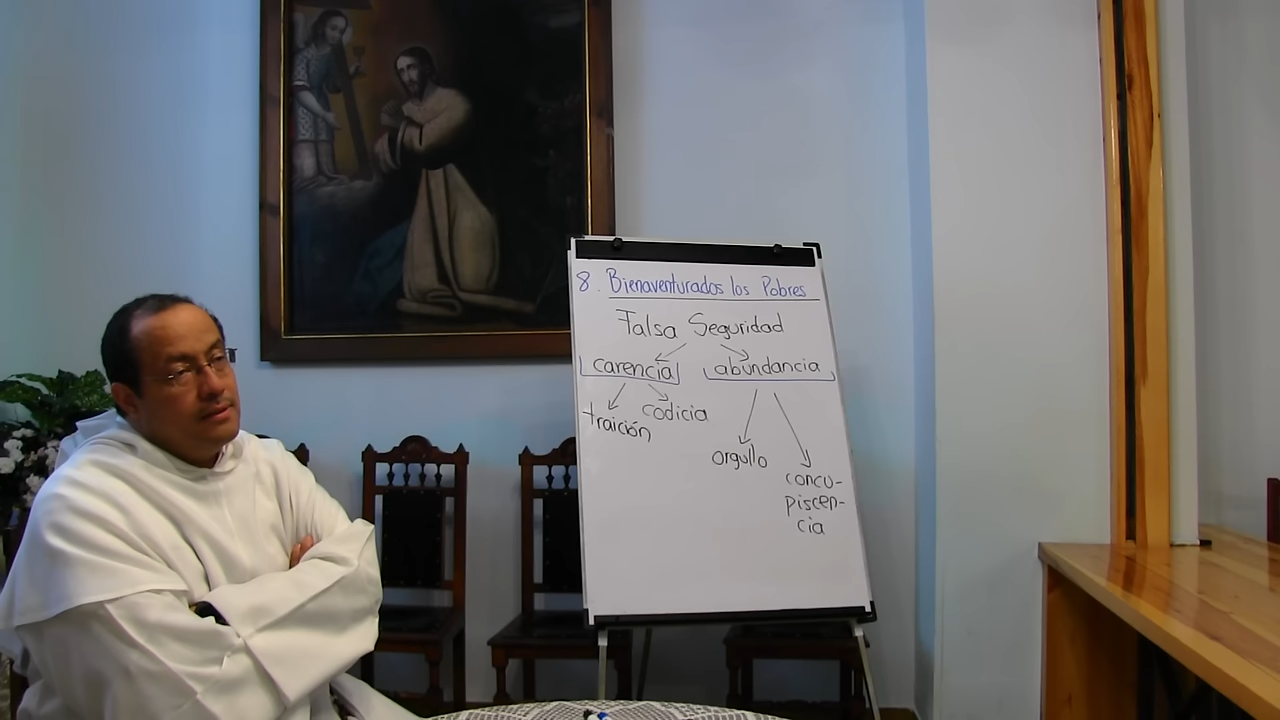 8. Bienaventurados los Pobres
Falsa Seguridad
carencia abundancia
traición codicia
orgullo
concu-
piscen-
cia